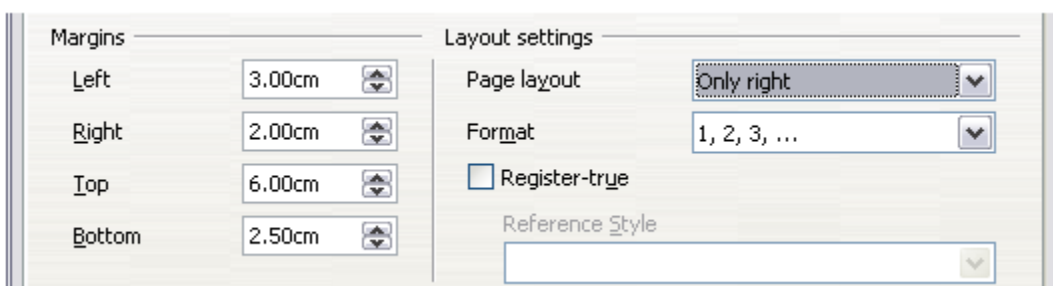 Margins
Left 3.00cm
Right 2.00cm
Top 6.00cm
Bottom 2.50cm
Layout settings
Page layout Only right
Format 1, 2, 3, ...
Register-true
Reference Style